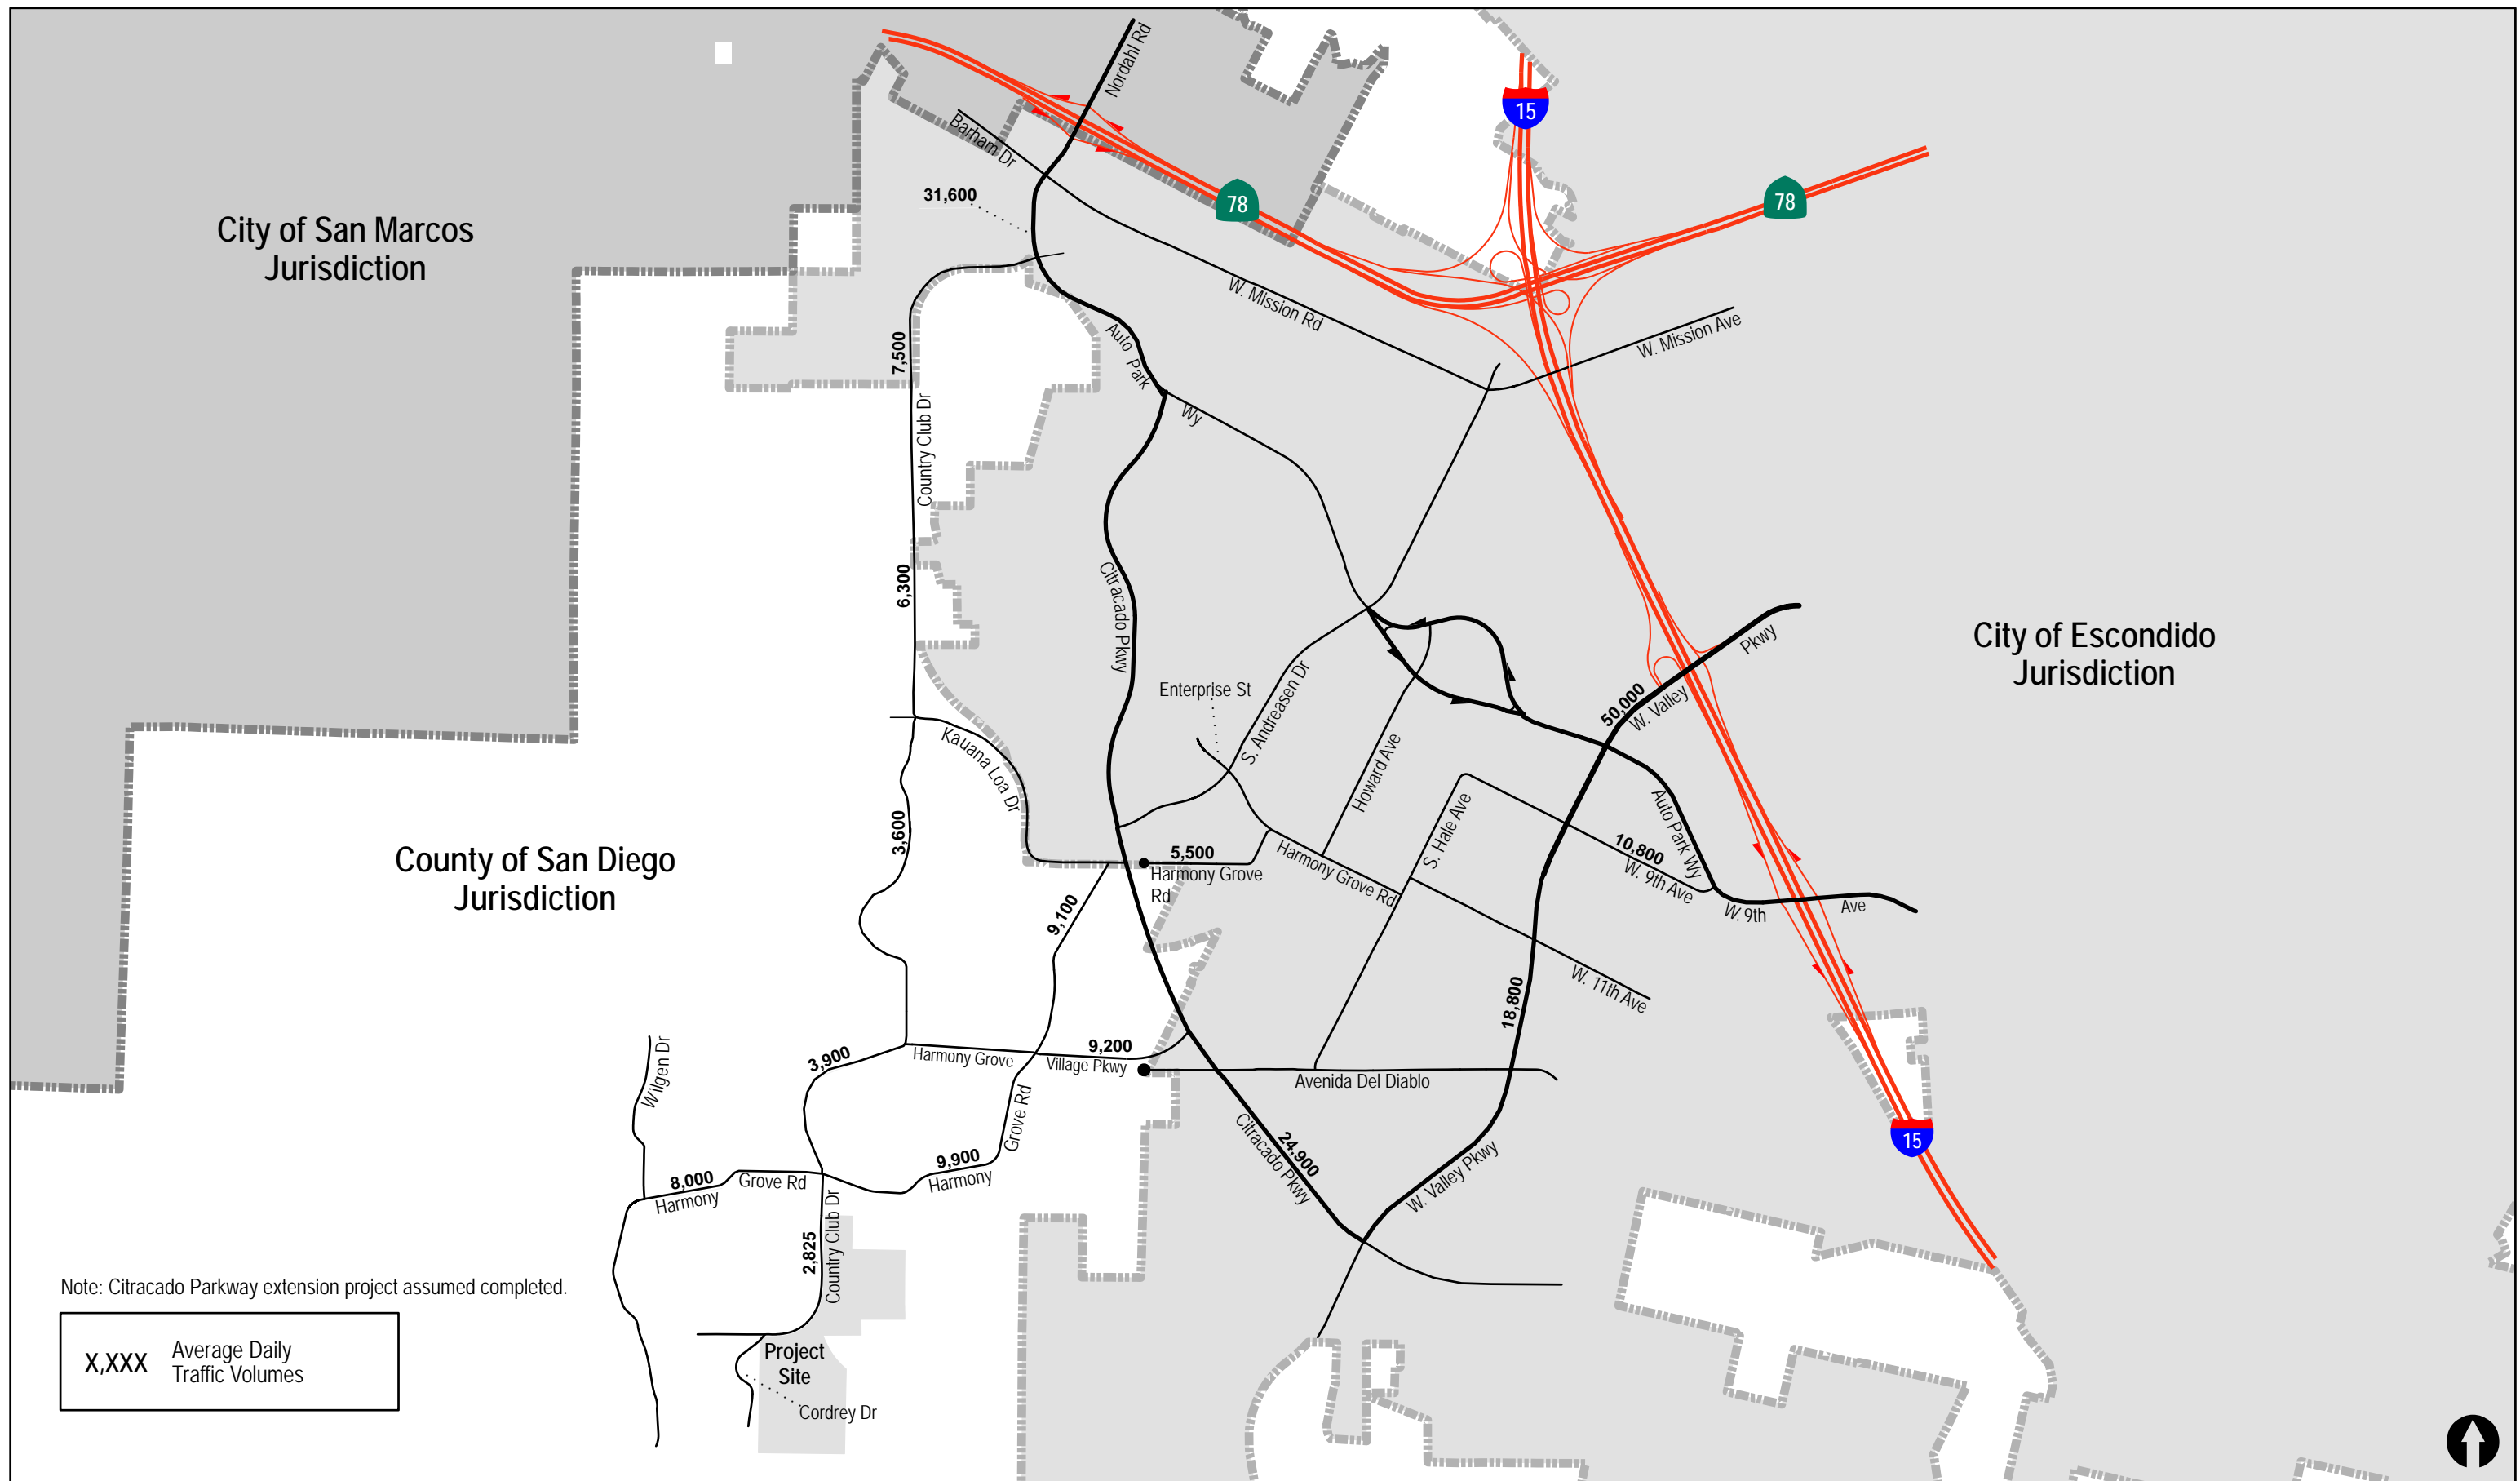 Nordahl Rd
15
Barham Dr
31,600
78
78
City of San Marcos
Jurisdiction
W. Mission Rd
W. Mission Ave
7,500
Auto Park
Wy
Country Club Dr
6,300
Citracado Pkwy
City of Escondido
Jurisdiction
Pkwy
Enterprise St
S. Andreasen Dr
50,000
W. Valley
Kauana Loa Dr
Howard Ave
S. Hale Ave
Auto Park Wy
3,600
County of San Diego
Jurisdiction
5,500
Harmony Grove
Rd
Harmony Grove Rd
10,800
W. 9th Ave
W. 9th
Ave
9,100
W. 11th Ave
18,800
Wilgen Dr
3,900
Harmony Grove
Village Pkwy
9,200
Avenida Del Diablo
Grove Rd
Citracado Pkwy
24,900
W. Valley Pkwy
15
9,900
Harmony
8,000
Harmony
Grove Rd
2,825
Country Club Dr
Note: Citracado Parkway extension project assumed completed.
X,XXX
Average Daily
Traffic Volumes
Project
Site
Cordrey Dr